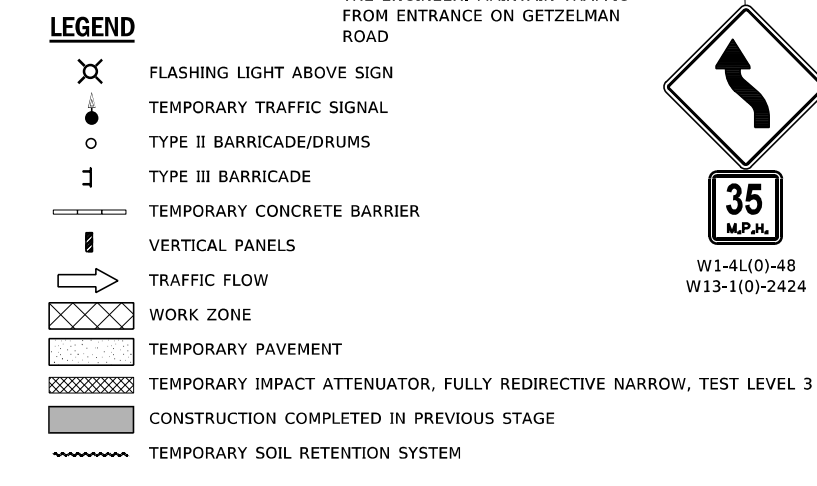 FROM ENTRANCE ON GETZELMAN
ROAD
LEGEND
FLASHING LIGHT ABOVE SIGN
TEMPORARY TRAFFIC SIGNAL
TYPE II BARRICADE/DRUMS
TYPE III BARRICADE
TEMPORARY CONCRETE BARRIER
VERTICAL PANELS
TRAFFIC FLOW
WORK ZONE
TEMPORARY PAVEMENT
TEMPORARY IMPACT ATTENUATOR, FULLY REDIRECTIVE NARROW, TEST LEVEL 3
CONSTRUCTION COMPLETED IN PREVIOUS STAGE
TEMPORARY SOIL RETENTION SYSTEM
35
M.P.H.
W1-4L(O)-48
W13-1(O)-2424